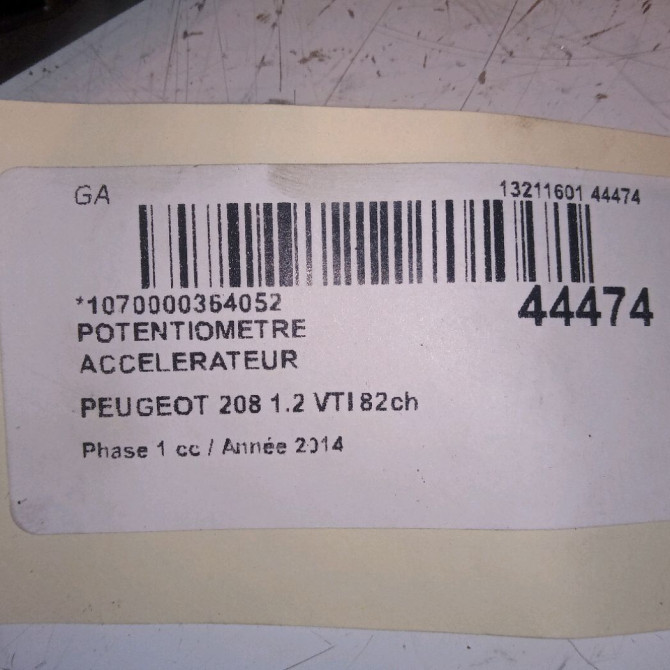 GA
13211601 44474
*1070000364052
44474
POTENTIOMETRE
ACCELERATEUR
PEUGEOT 208 1.2 VTI 82ch
Phase 1 cc / Année 2014